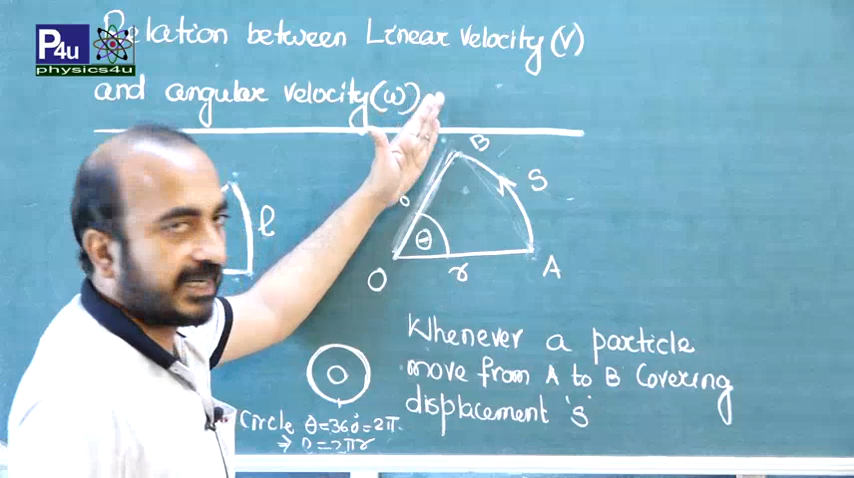 P4u
physics4u
Relation between Linear Velocity (V)
and angular velocity (ω)
B
S
θ
O
r
A
l
Whenever a particle
move from A to B Covering
displacement 's'
Circle θ=360°=2π